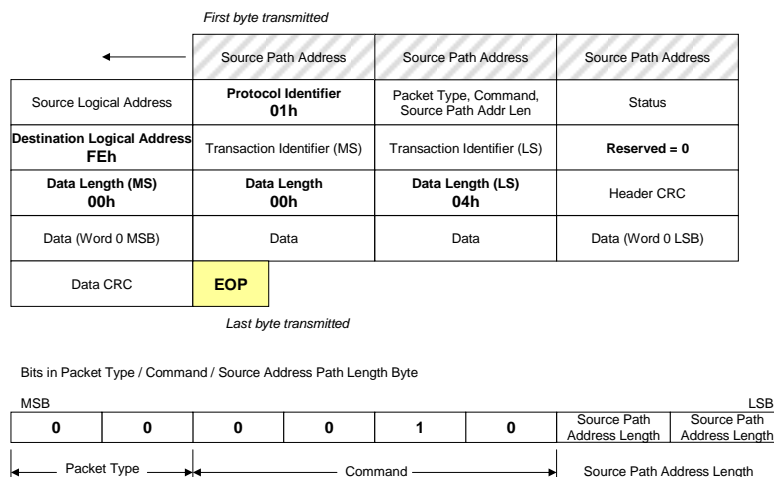 First byte transmitted
Source Path Address
Source Path Address
Source Path Address
Source Logical Address
Protocol Identifier
01h
Packet Type, Command,
Source Path Addr Len
Status
Destination Logical Address
FEh
Transaction Identifier (MS)
Transaction Identifier (LS)
Reserved = 0
Data Length (MS)
00h
Data Length
00h
Data Length (LS)
04h
Header CRC
Data (Word 0 MSB)
Data
Data
Data (Word 0 LSB)
Data CRC
EOP
Last byte transmitted
Bits in Packet Type / Command / Source Address Path Length Byte
MSB
LSB
0
0
0
0
1
0
Source Path
Address Length
Source Path
Address Length
Packet Type
Command
Source Path Address Length